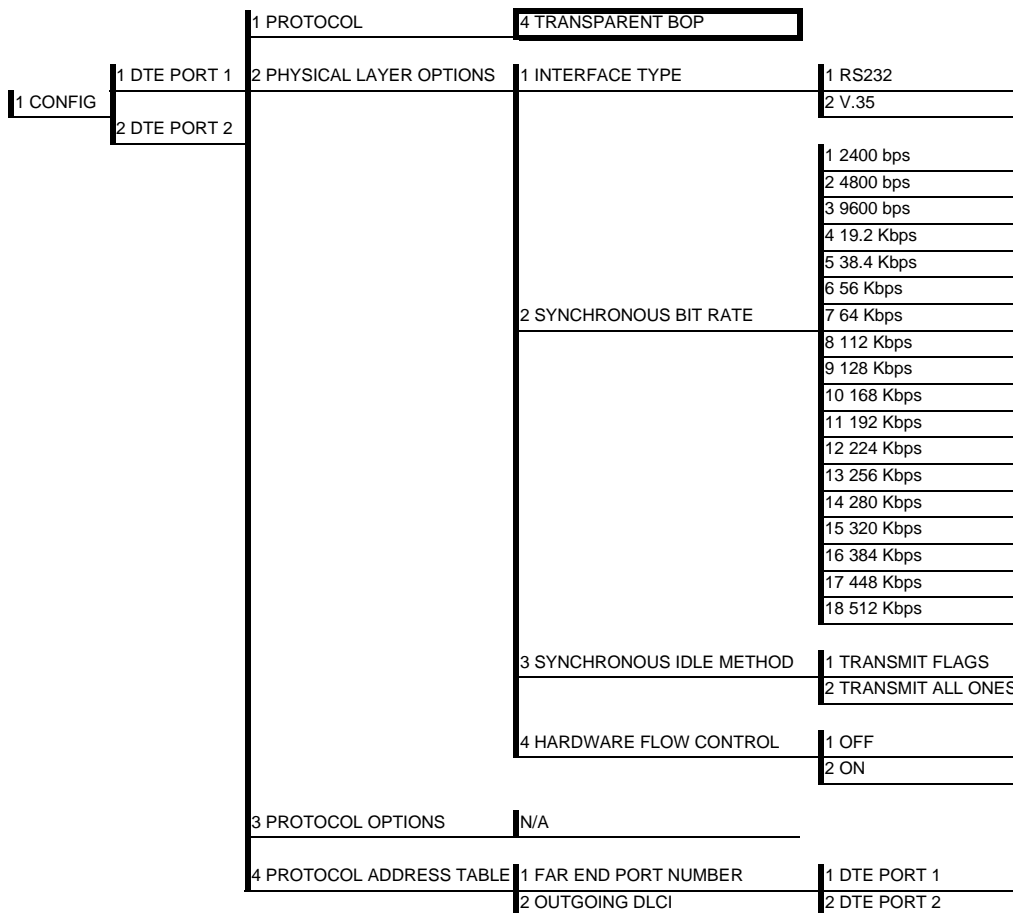 1 PROTOCOL
4 TRANSPARENT BOP
1 CONFIG
1 DTE PORT 1
2 DTE PORT 2
2 PHYSICAL LAYER OPTIONS
1 INTERFACE TYPE
1 RS232
2 V.35
2 SYNCHRONOUS BIT RATE
1 2400 bps
2 4800 bps
3 9600 bps
4 19.2 Kbps
5 38.4 Kbps
6 56 Kbps
7 64 Kbps
8 112 Kbps
9 128 Kbps
10 168 Kbps
11 192 Kbps
12 224 Kbps
13 256 Kbps
14 280 Kbps
15 320 Kbps
16 384 Kbps
17 448 Kbps
18 512 Kbps
3 SYNCHRONOUS IDLE METHOD
1 TRANSMIT FLAGS
2 TRANSMIT ALL ONES
4 HARDWARE FLOW CONTROL
1 OFF
2 ON
3 PROTOCOL OPTIONS
N/A
4 PROTOCOL ADDRESS TABLE
1 FAR END PORT NUMBER
1 DTE PORT 1
2 OUTGOING DLCI
2 DTE PORT 2